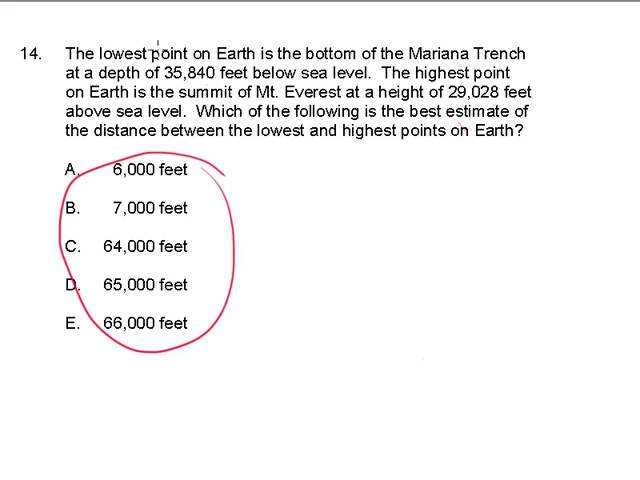 14. The lowest point on Earth is the bottom of the Mariana Trench
at a depth of 35,840 feet below sea level. The highest point
on Earth is the summit of Mt. Everest at a height of 29,028 feet
above sea level. Which of the following is the best estimate of
the distance between the lowest and highest points on Earth?
A. 6,000 feet
B. 7,000 feet
C. 64,000 feet
D. 65,000 feet
E. 66,000 feet